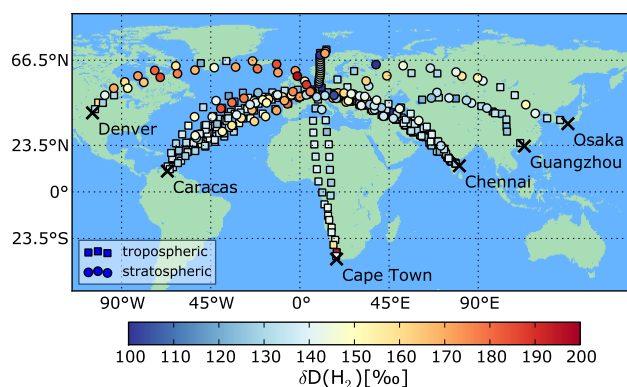 66.5°N
23.5°N
0°
23.5°S
Denver
Caracas
Osaka
Guangzhou
Chennai
Cape Town
tropospheric
stratospheric
90°W 45°W 0° 45°E 90°E
100 110 120 130 140 150 160 170 180 190 200
δD(H₂)[‰]